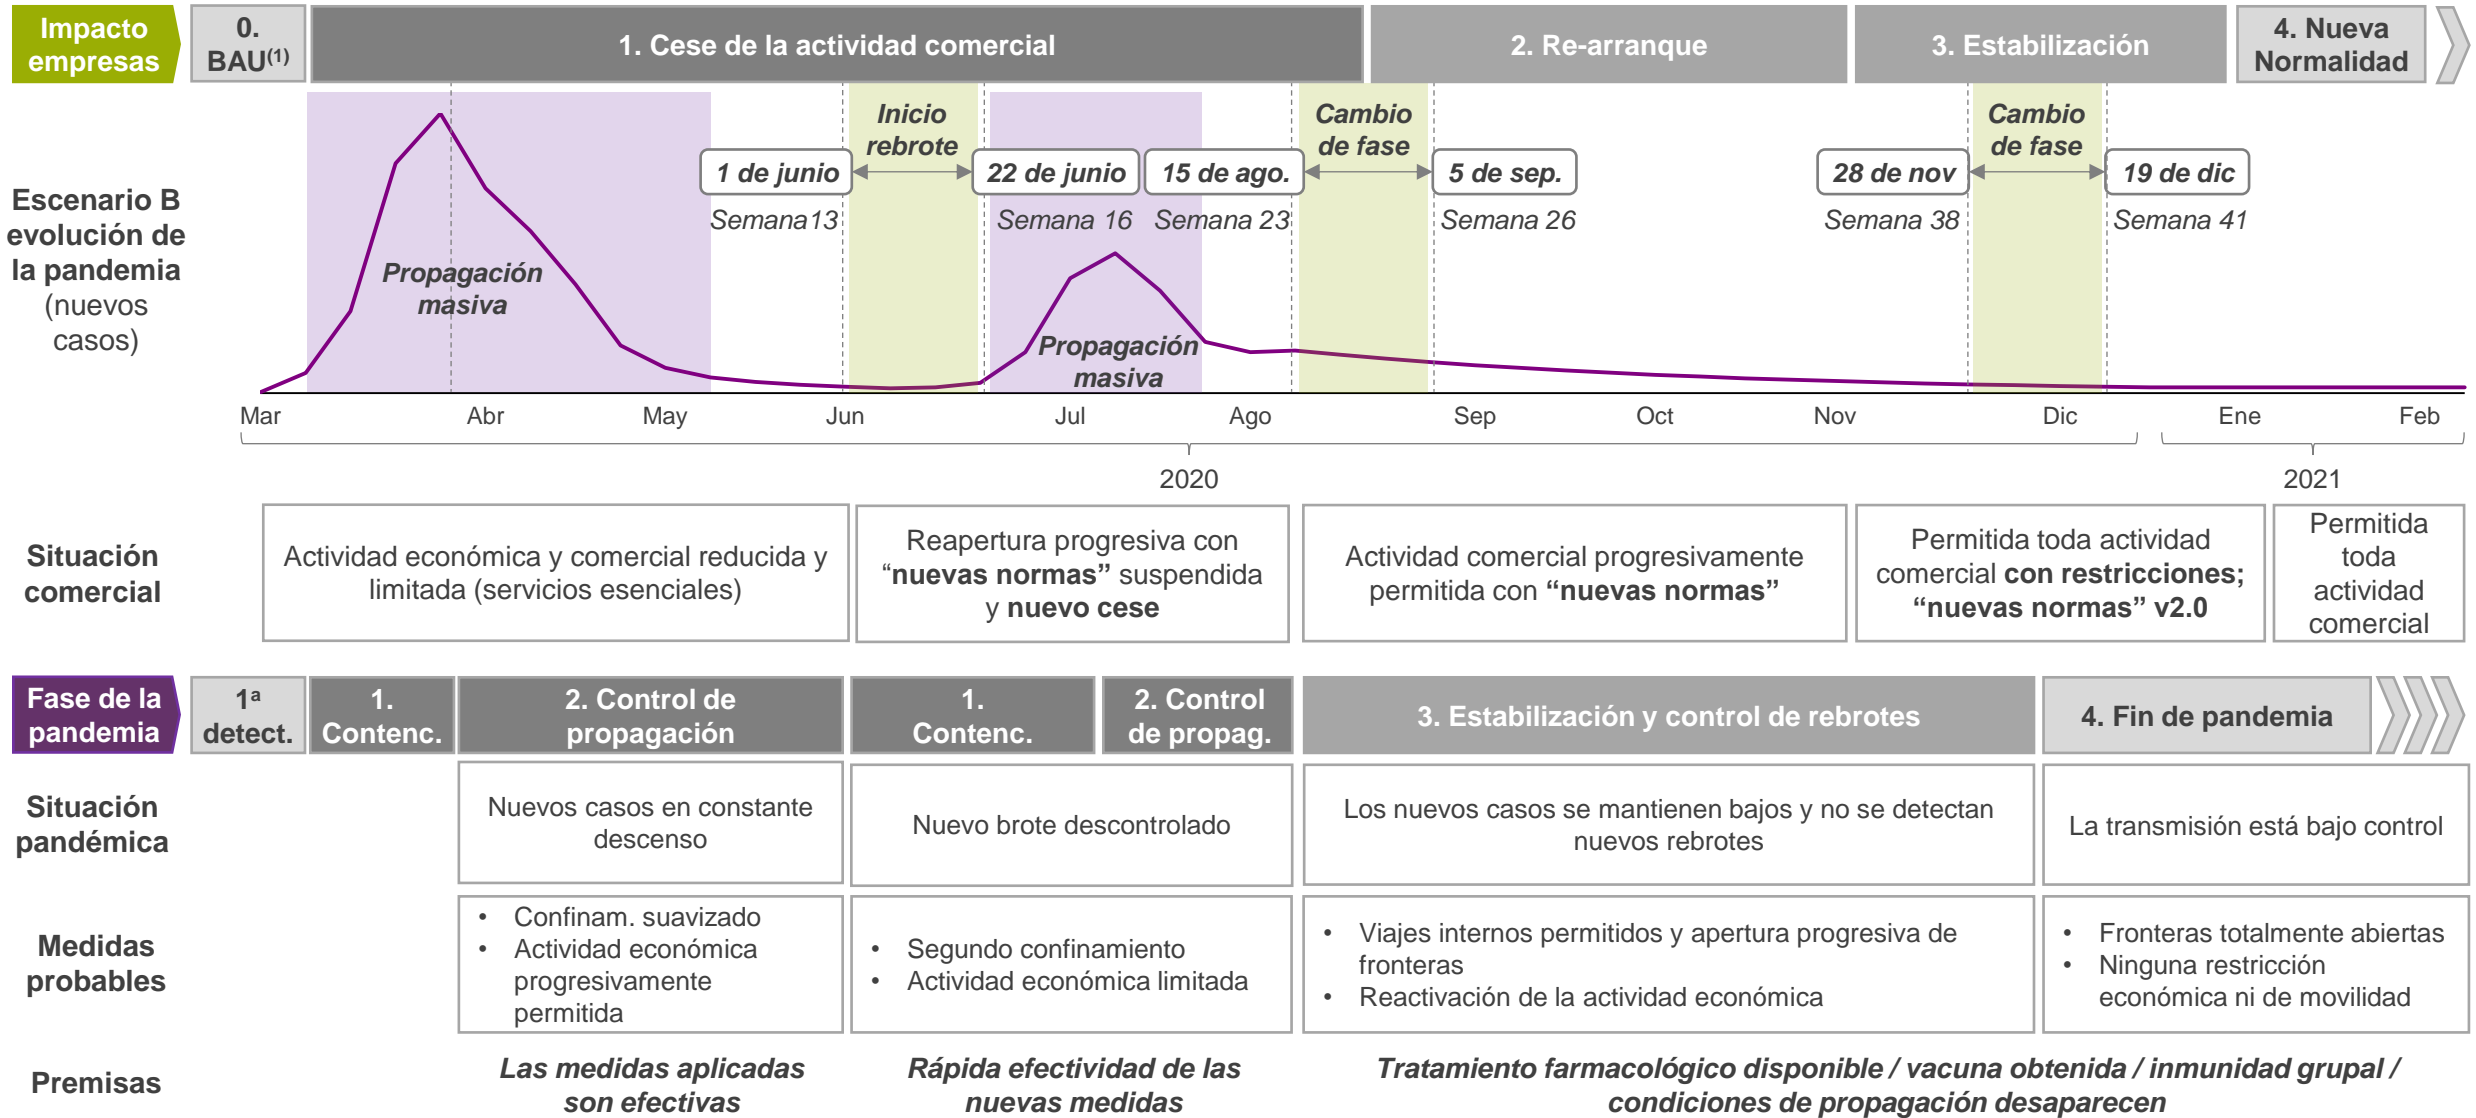 Impacto
empresas
0.
BAU(1)
1. Cese de la actividad comercial
2. Re-arranque
3. Estabilización
4. Nueva
Normalidad
Escenario B
evolución de
la pandemia
(nuevos
casos)
Propagación
masiva
1 de junio
Semana13
Inicio
rebrote
22 de junio
Semana 16
Propagación
masiva
15 de ago.
Semana 23
Cambio
de fase
5 de sep.
Semana 26
28 de nov
Semana 38
Cambio
de fase
19 de dic
Semana 41
Mar
Abr
May
Jun
Jul
Ago
Sep
Oct
Nov
Dic
Ene
Feb
2020
2021
Situación
comercial
Actividad económica y comercial reducida y
limitada (servicios esenciales)
Reapertura progresiva con
“nuevas normas” suspendida
y nuevo cese
Actividad comercial progresivamente
permitida con “nuevas normas”
Permitida toda actividad
comercial con restricciones;
“nuevas normas” v2.0
Permitida
toda
actividad
comercial
Fase de la
pandemia
1ª
detect.
1.
Contenc.
2. Control de
propagación
1.
Contenc.
2. Control
de propag.
3. Estabilización y control de rebrotes
4. Fin de pandemia
Situación
pandémica
Nuevos casos en constante
descenso
Nuevo brote descontrolado
Los nuevos casos se mantienen bajos y no se detectan
nuevos rebrotes
La transmisión está bajo control
Medidas
probables
• Confinam. suavizado
• Actividad económica
progresivamente
permitida
• Segundo confinamiento
• Actividad económica limitada
• Viajes internos permitidos y apertura progresiva de
fronteras
• Reactivación de la actividad económica
• Fronteras totalmente abiertas
• Ninguna restricción
económica ni de movilidad
Premisas
Las medidas aplicadas
son efectivas
Rápida efectividad de las
nuevas medidas
Tratamiento farmacológico disponible / vacuna obtenida / inmunidad grupal /
condiciones de propagación desaparecen